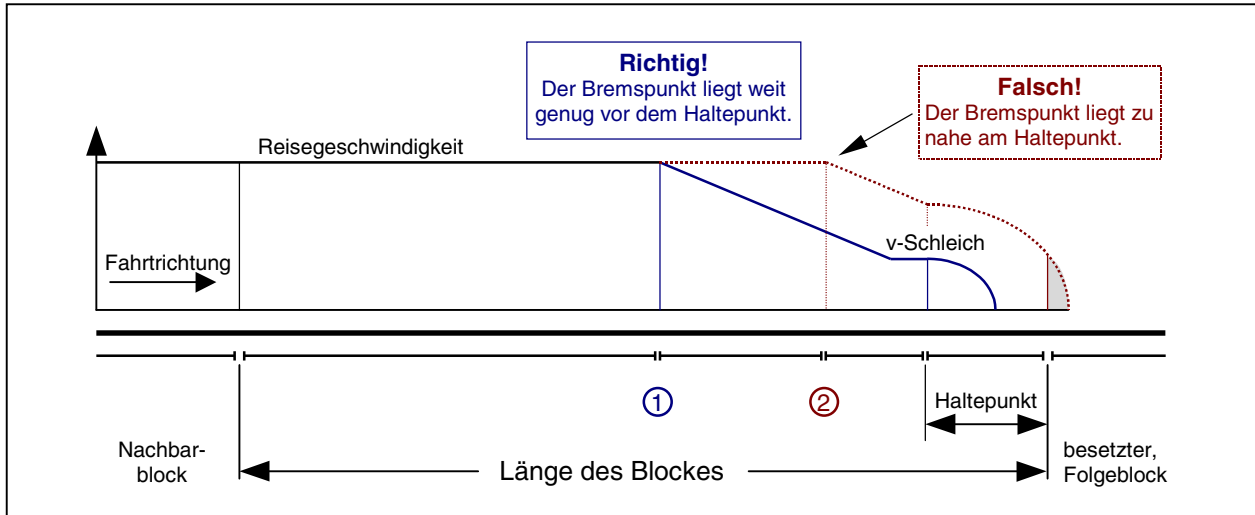 Richtig!
Der Bremspunkt liegt weit
genug vor dem Haltepunkt.
Falsch!
Der Bremspunkt liegt zu
nahe am Haltepunkt.
Reisegeschwindigkeit
v-Schleich
Fahrtrichtung
1
2
Haltepunkt
Nachbar-
block
Länge des Blockes
besetzter,
Folgeblock